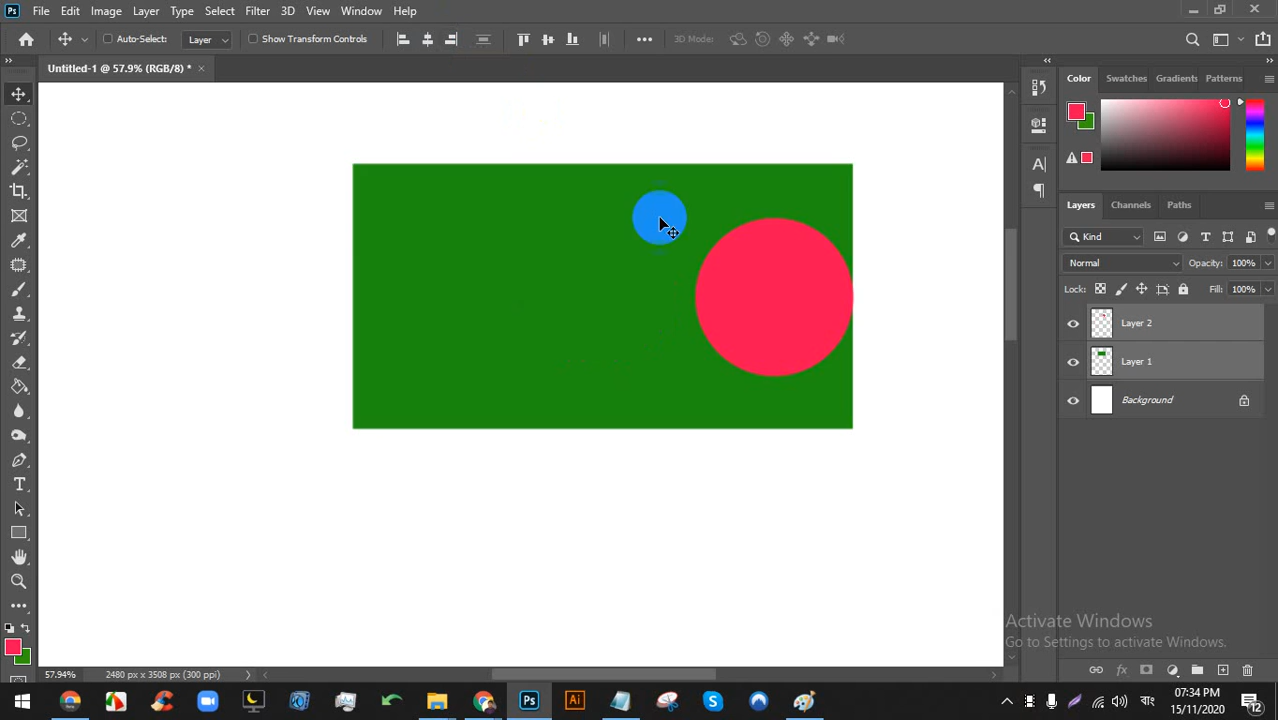 Ps File Edit Image Layer Type Select Filter 3D View Window Help
Auto-Select: Layer Show Transform Controls 3D Mode:
Untitled-1 @ 57.9% (RGB/8) * ×
Color Swatches Gradients Patterns
Layers Channels Paths
Kind
Normal Opacity: 100%
Lock: Fill: 100%
Layer 2
Layer 1
Background
Activate Windows
Go to Settings to activate Windows.
57.94% 2480 px x 3508 px (300 ppi)
Ps Ai বাং 07:34 PM
15/11/2020 12